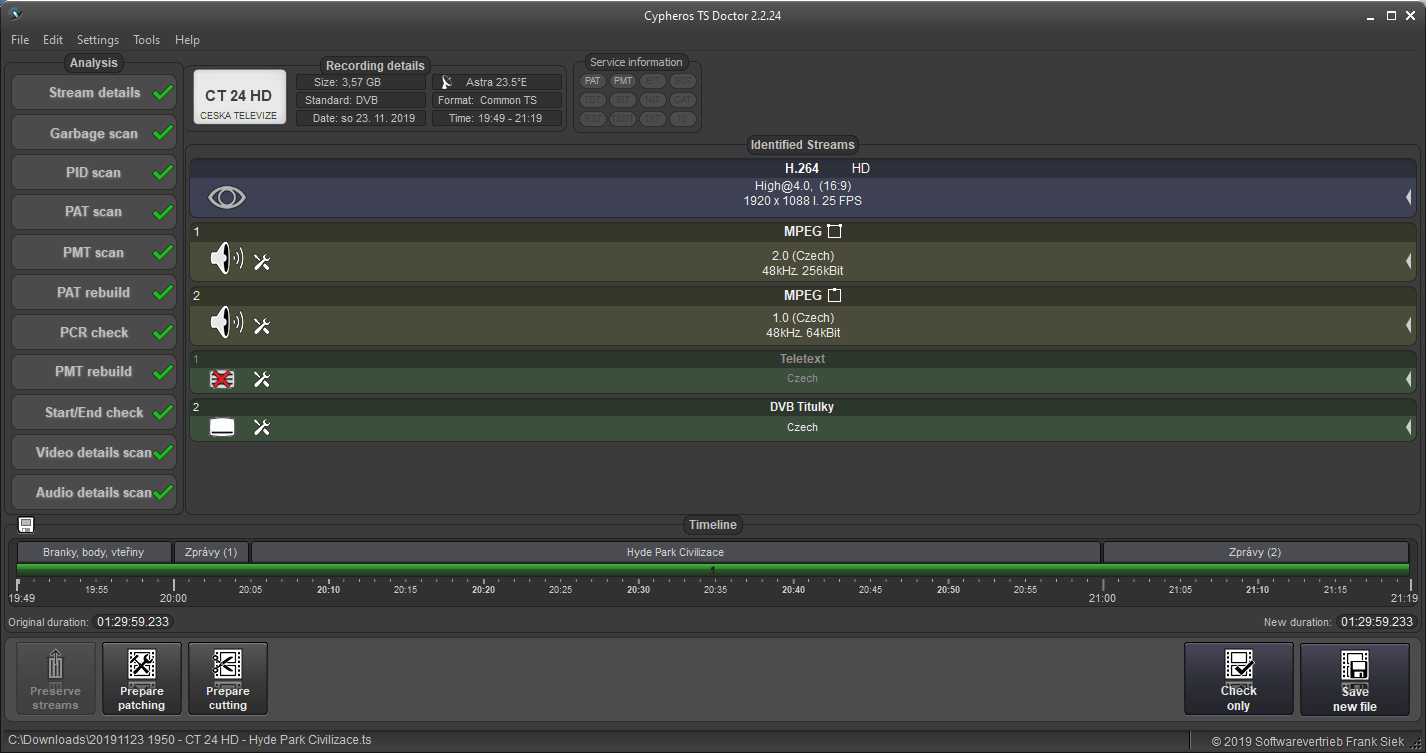 Cypheros TS Doctor 2.2.24
File Edit Settings Tools Help
Analysis
Stream details
Garbage scan
PID scan
PAT scan
PMT scan
PAT rebuild
PCR check
PMT rebuild
Start/End check
Video details scan
Audio details scan
Recording details
CT 24 HD
CESKA TELEVIZE
Size: 3,57 GB
Astra 23.5°E
Standard: DVB
Format: Common TS
Date: so 23. 11. 2019
Time: 19:49 - 21:19
Service information
PAT PMT EIT SDT
TDT SIT NIT CAT
RST TSDT DIT IS
Identified Streams
H.264 HD
High@4.0, (16:9)
1920 x 1088 I. 25 FPS
1 MPEG
2.0 (Czech)
48kHz. 256kBit
2 MPEG
1.0 (Czech)
48kHz. 64kBit
1 Teletext
Czech
2 DVB Titulky
Czech
Timeline
Branky, body, vteřiny Zprávy (1) Hyde Park Civilizace Zprávy (2)
1
19:49 19:55 20:00 20:05 20:10 20:15 20:20 20:25 20:30 20:35 20:40 20:45 20:50 20:55 21:00 21:05 21:10 21:15 21:19
Original duration: 01:29:59.233
New duration: 01:29:59.233
Preserve
streams
Prepare
patching
Prepare
cutting
Check
only
Save
new file
C:\Downloads\20191123 1950 - CT 24 HD - Hyde Park Civilizace.ts
© 2019 Softwarevertrieb Frank Siek